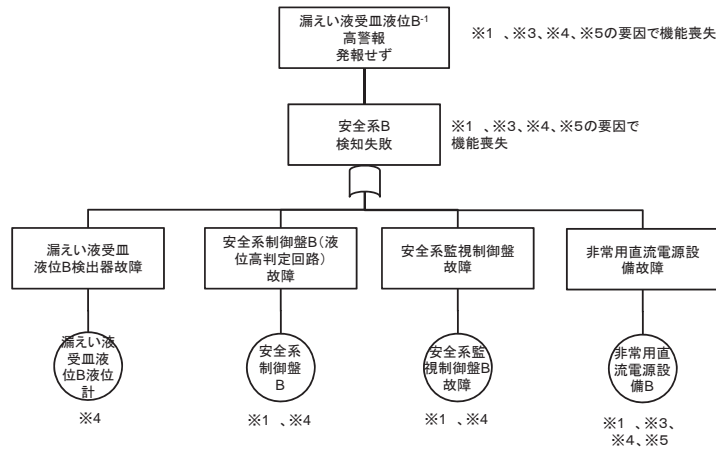 漏えい液受皿液位B-1
高警報
発報せず
※1 、※3、※4、※5の要因で機能喪失
安全系B
検知失敗
※1 、※3、※4、※5の要因で
機能喪失
漏えい液受皿
液位B検出器故障
安全系制御盤B(液
位高判定回路)
故障
安全系監視制御盤
故障
非常用直流電源設
備故障
漏えい液
受皿液
位B液位
計
安全系
制御盤
B
安全系監
視制御盤B
故障
非常用直
流電源設
備B
※4
※1 、※4
※1 、※4
※1 、※3、
※4、※5